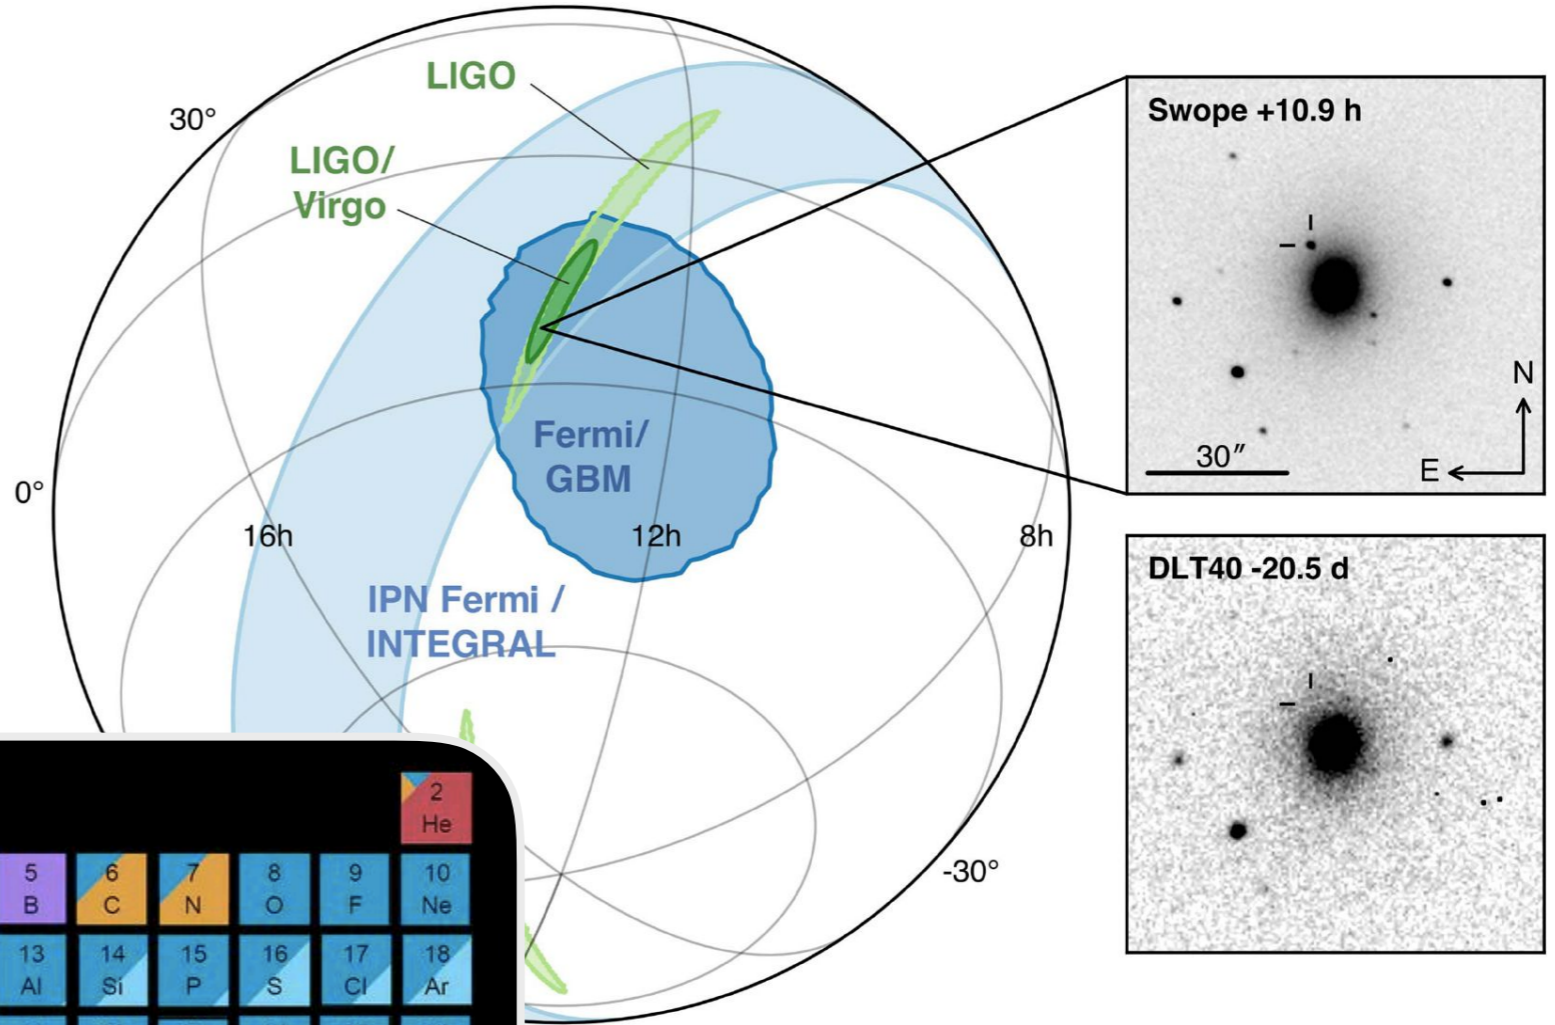 LIGO
30°
LIGO/
Virgo
0°
16h
12h
8h
Fermi/
GBM
IPN Fermi /
INTEGRAL
-30°
Swope +10.9 h
N
30″
E
DLT40 -20.5 d
2
He
5
B
6
C
7
N
8
O
9
F
10
Ne
13
Al
14
Si
15
P
16
S
17
Cl
18
Ar